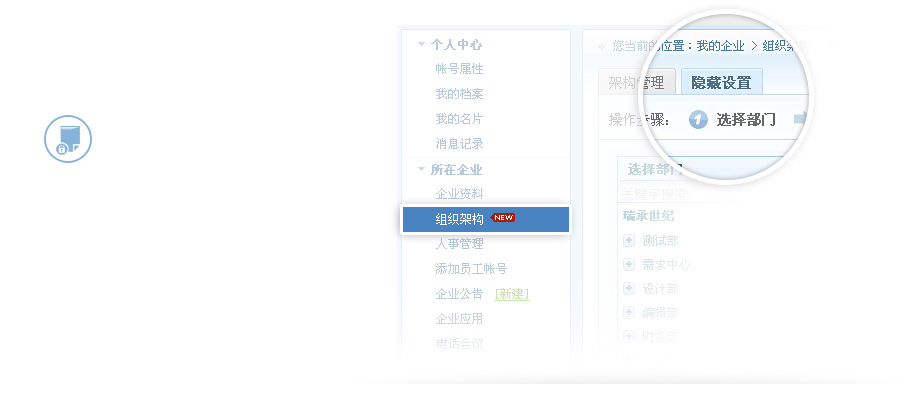 个人中心
帐号属性
我的档案
我的名片
消息记录
所在企业
企业资料
组织架构 NEW
人事管理
添加员工帐号
企业公告 [新建]
企业应用
电话会议
您当前的位置：我的企业 > 组织架
架构管理 隐藏设置
操作步骤： 1 选择部门
选择部门
关键字搜索
瑞承世纪
测试部
需求中心
设计部
编辑部
财务部